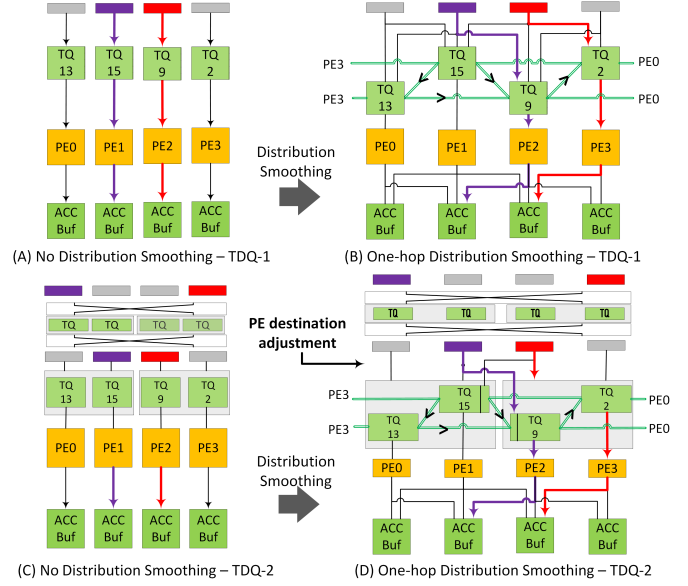 TQ 13
TQ 15
TQ 9
TQ 2
PE0
PE1
PE2
PE3
ACC Buf
ACC Buf
ACC Buf
ACC Buf
(A) No Distribution Smoothing – TDQ-1
Distribution
Smoothing
PE3
TQ 15
TQ 2
PE0
PE3
TQ 13
TQ 9
PE0
PE0
PE1
PE2
PE3
ACC Buf
ACC Buf
ACC Buf
ACC Buf
(B) One-hop Distribution Smoothing – TDQ-1
TQ
TQ
TQ
TQ
TQ 13
TQ 15
TQ 9
TQ 2
PE0
PE1
PE2
PE3
ACC Buf
ACC Buf
ACC Buf
ACC Buf
(C) No Distribution Smoothing – TDQ-2
PE destination
adjustment
Distribution
Smoothing
TQ
TQ
TQ
TQ
PE3
TQ 15
TQ 2
PE0
PE3
TQ 13
TQ 9
PE0
PE0
PE1
PE2
PE3
ACC Buf
ACC Buf
ACC Buf
ACC Buf
(D) One-hop Distribution Smoothing – TDQ-2